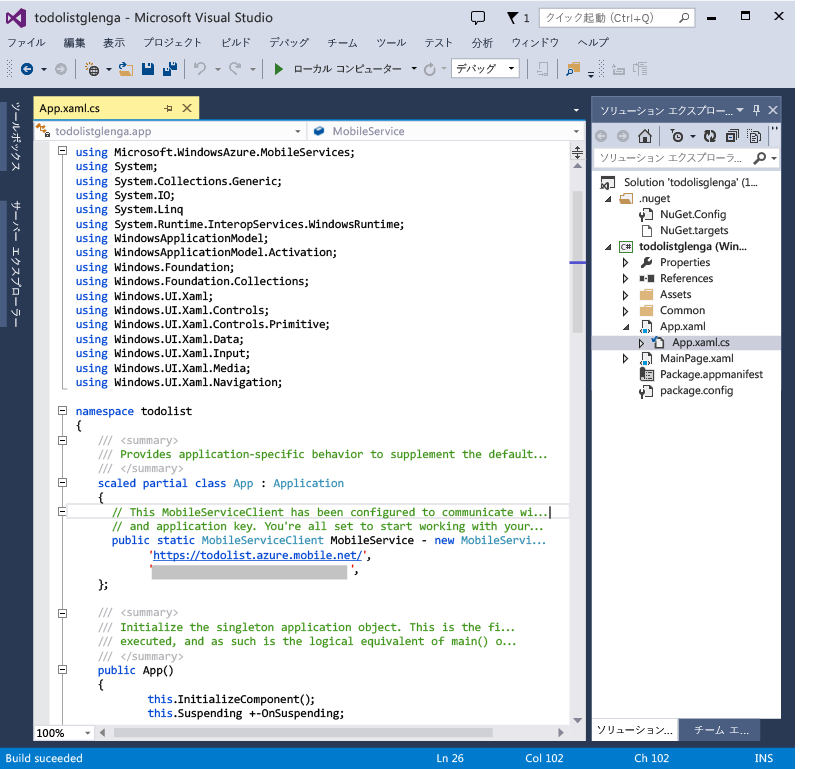 todolistglenga - Microsoft Visual Studio
1
クイック起動 (Ctrl+Q)
ファイル 編集 表示 プロジェクト ビルド デバッグ チーム ツール テスト 分析 ウィンドウ ヘルプ
ローカル コンピューター
デバッグ
ツールボックス
サーバー エクスプローラー
App.xaml.cs
todolistglenga.app
MobileService
using Microsoft.WindowsAzure.MobileServices;
using System;
using System.Collections.Generic;
using System.IO;
using System.Linq
using System.Runtime.InteropServices.WindowsRuntime;
using WindowsApplicationModel;
using WindowsApplicationModel.Activation;
using Windows.Foundation;
using Windows.Foundation.Collections;
using Windows.UI.Xaml;
using Windows.UI.Xaml.Controls;
using Windows.UI.Xaml.Controls.Primitive;
using Windows.UI.Xaml.Data;
using Windows.UI.Xaml.Input;
using Windows.UI.Xaml.Media;
using Windows.UI.Xaml.Navigation;
namespace todolist
{
/// <summary>
/// Provides application-specific behavior to supplement the default...
/// </summary>
scaled partial class App : Application
{
// This MobileServiceClient has been configured to communicate wi...
// and application key. You're all set to start working with your...
public static MobileServiceClient MobileService - new MobileServi...
'https://todolist.azure.mobile.net/',
' ',
};
/// <summary>
/// Initialize the singleton application object. This is the fi...
/// executed, and as such is the logical equivalent of main() o...
/// </summary>
public App()
{
this.InitializeComponent();
this.Suspending +-OnSuspending;
100%
ソリューション エクスプロー...
ソリューション エクスプローラ...
Solution 'todolisglenga' (1...
.nuget
NuGet.Config
NuGet.targets
C# todolistglenga (Win...
Properties
References
Assets
Common
App.xaml
App.xaml.cs
MainPage.xaml
Package.appmanifest
package.config
ソリューション...
チーム エ...
Build suceeded
Ln 26
Col 102
Ch 102
INS